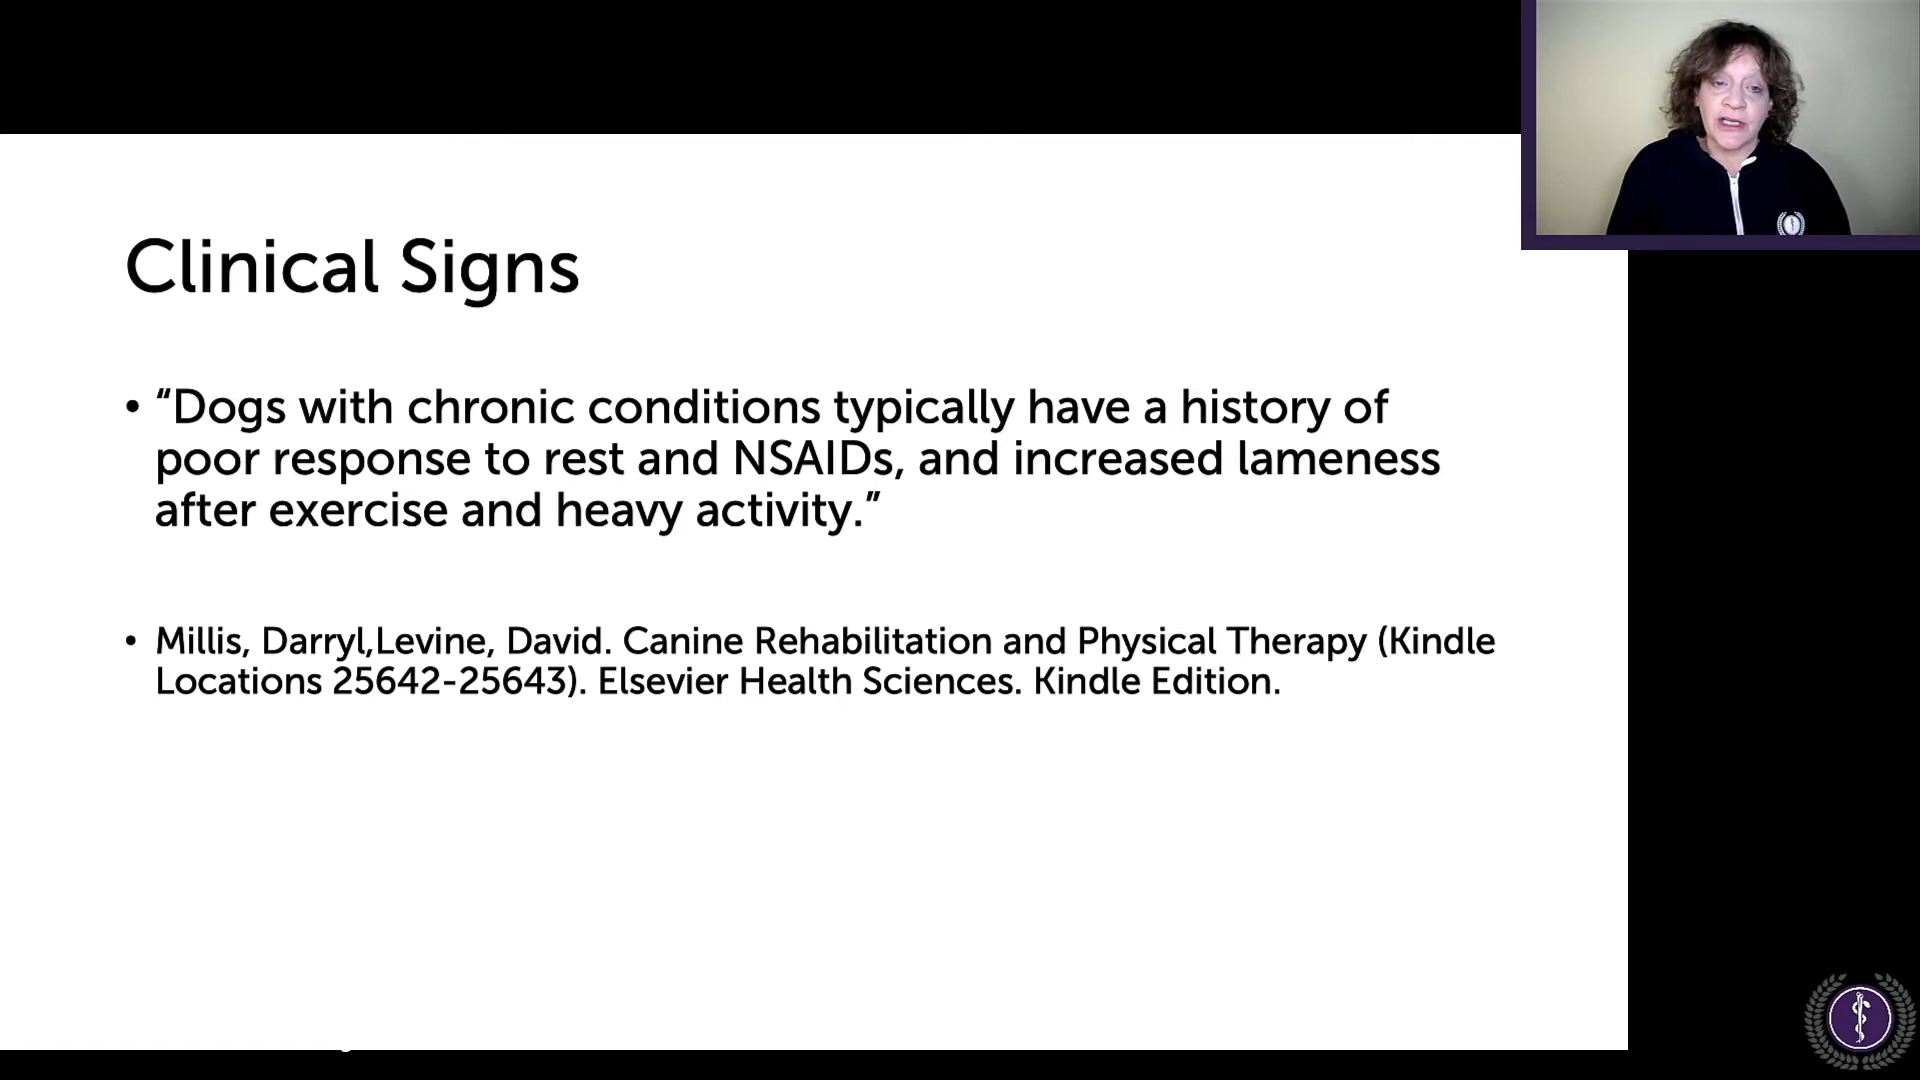 Clinical Signs
• “Dogs with chronic conditions typically have a history of
poor response to rest and NSAIDs, and increased lameness
after exercise and heavy activity.”
• Millis, Darryl,Levine, David. Canine Rehabilitation and Physical Therapy (Kindle
Locations 25642-25643). Elsevier Health Sciences. Kindle Edition.